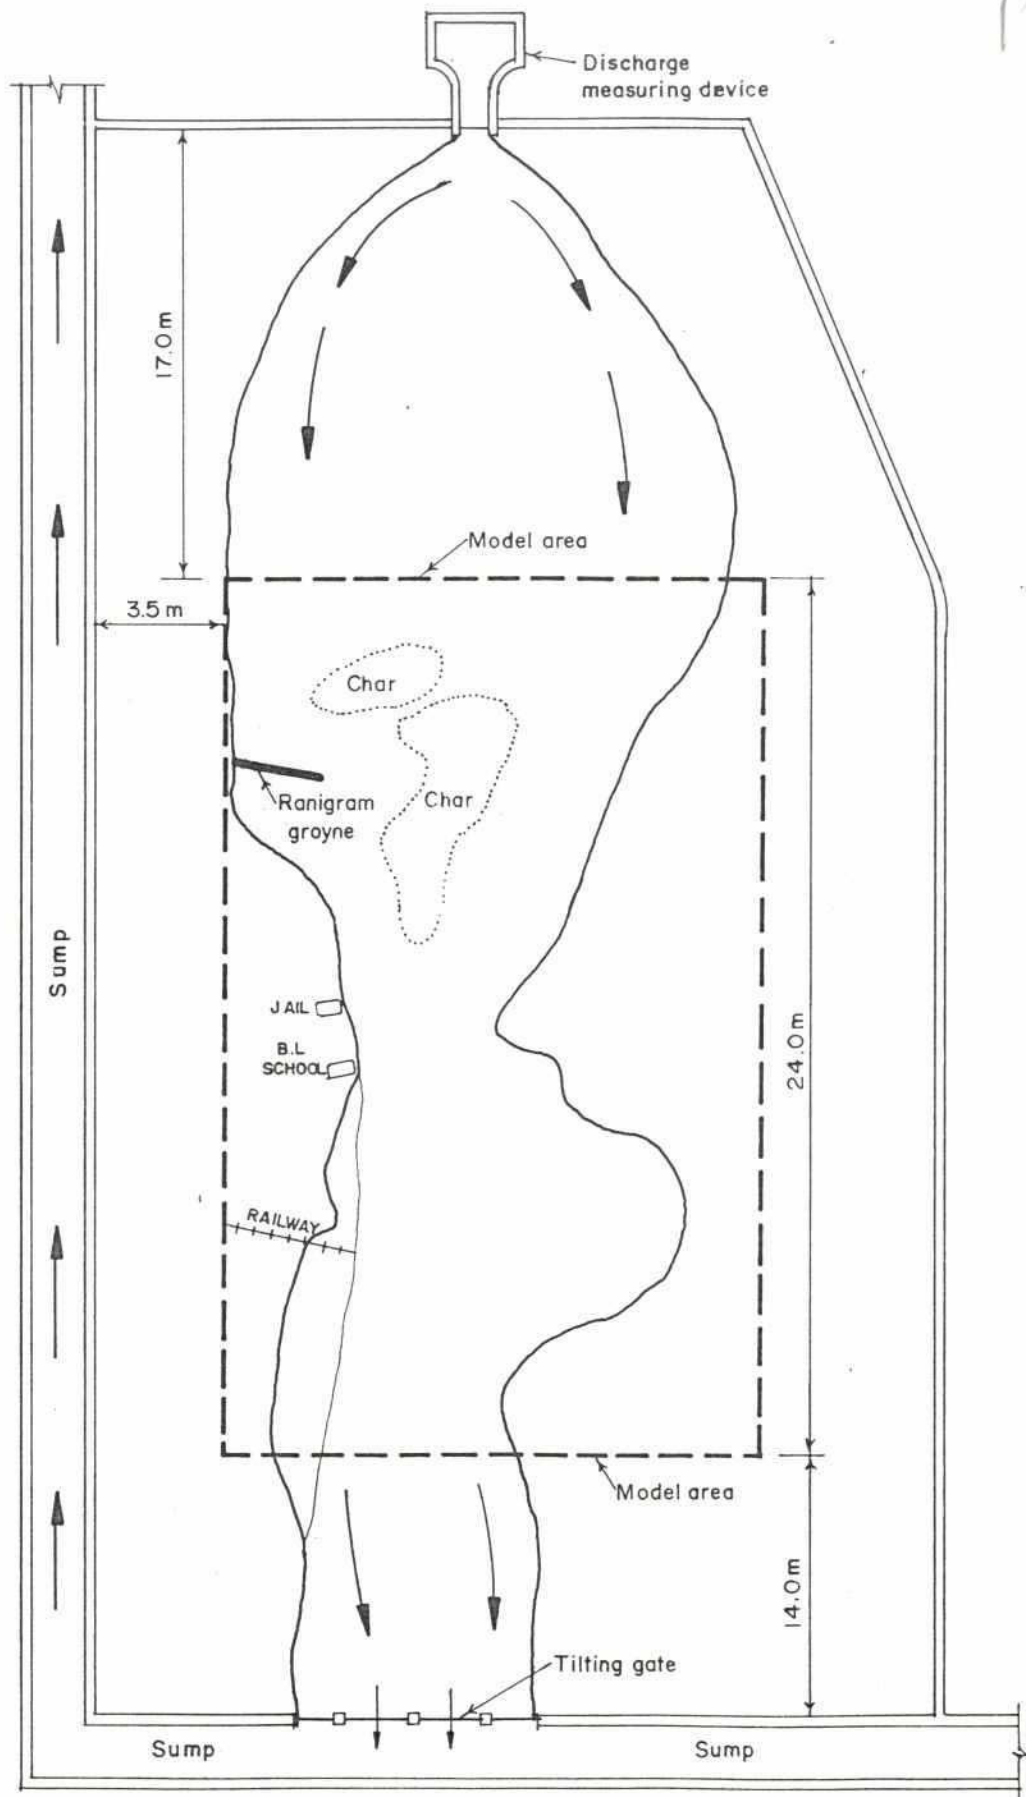 Discharge
measuring device
17.0m
Model area
3.5m
Char
Char
Ranigram
groyne
Sump
JAIL
B.L
SCHOOL
24.0m
RAILWAY
Model area
14.0m
Tilting gate
Sump
Sump